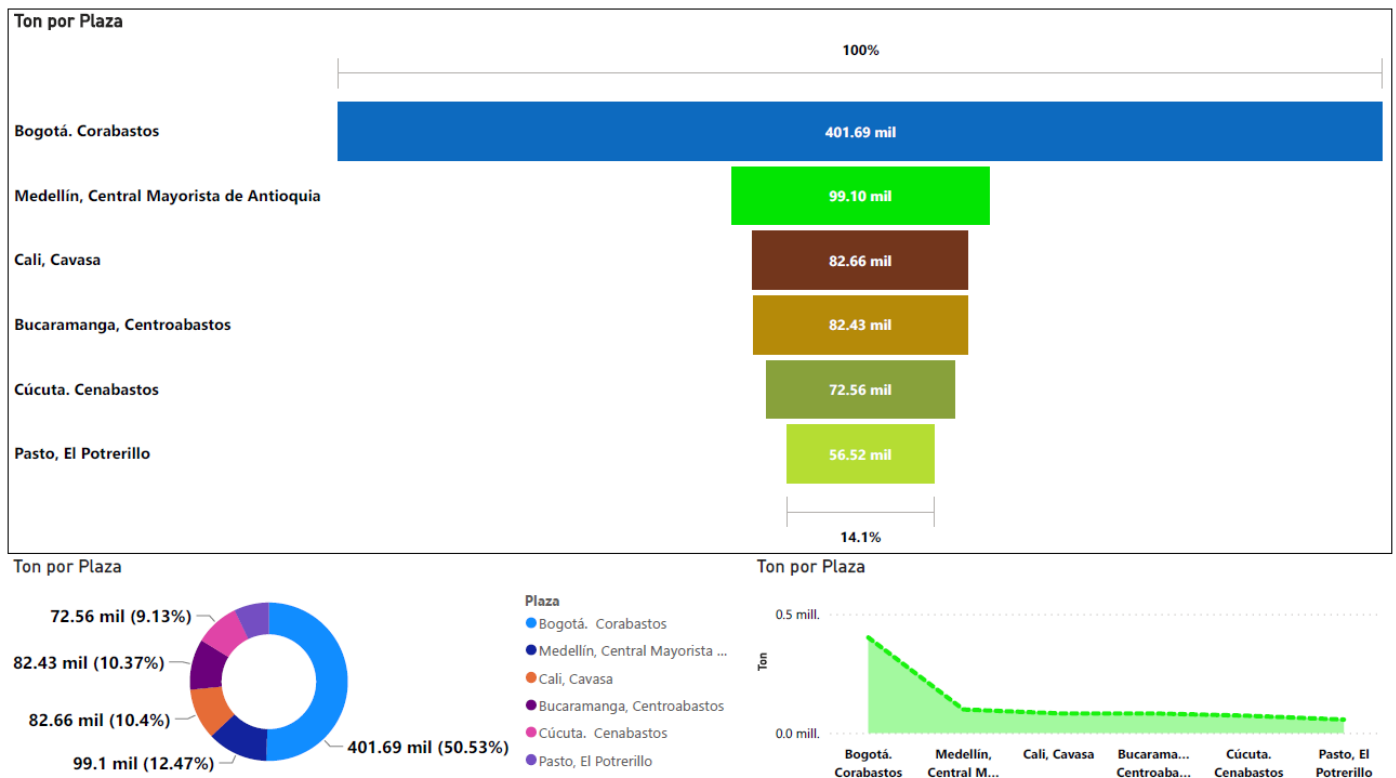 Ton por Plaza
100%
Bogotá. Corabastos
401.69 mil
Medellín, Central Mayorista de Antioquia
99.10 mil
Cali, Cavasa
82.66 mil
Bucaramanga, Centroabastos
82.43 mil
Cúcuta. Cenabastos
72.56 mil
Pasto, El Potrerillo
56.52 mil
14.1%
Ton por Plaza
72.56 mil (9.13%)
82.43 mil (10.37%)
82.66 mil (10.4%)
99.1 mil (12.47%)
401.69 mil (50.53%)
Plaza
Bogotá. Corabastos
Medellín, Central Mayorista ...
Cali, Cavasa
Bucaramanga, Centroabastos
Cúcuta. Cenabastos
Pasto, El Potrerillo
Ton por Plaza
0.5 mill.
Ton
0.0 mill.
Bogotá.
Corabastos
Medellín,
Central M...
Cali, Cavasa
Bucarama...
Centroaba...
Cúcuta.
Cenabastos
Pasto, El
Potrerillo